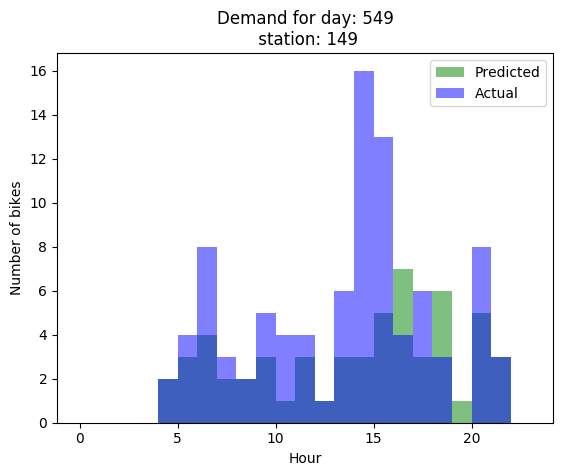 Demand for day: 549
station: 149
Predicted
Actual
Number of bikes
16
14
12
10
8
6
4
2
0
0 5 10 15 20
Hour